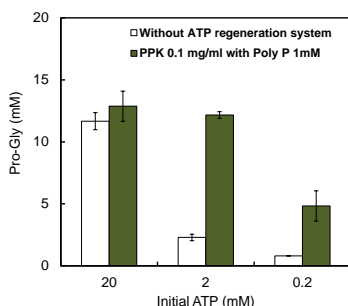 20
Without ATP regeneration system
PPK 0.1 mg/ml with Poly P 1mM
15
10
5
0
Pro-Gly (mM)
20 2 0.2
Initial ATP (mM)